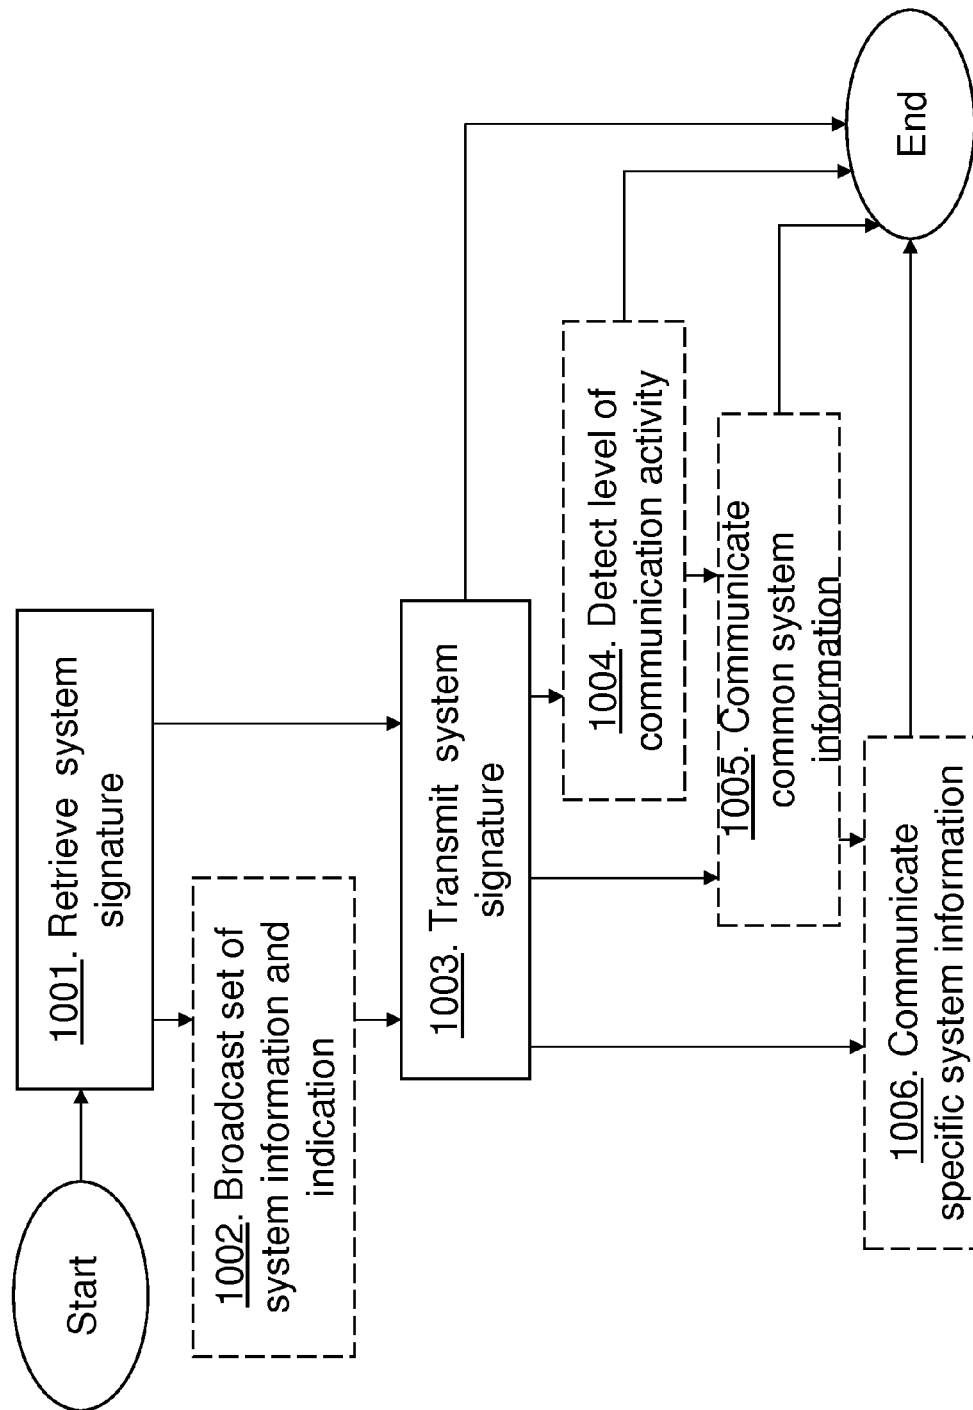 Start
1001. Retrieve system
signature
1002. Broadcast set of
system information and
indication
1003. Transmit system
signature
1004. Detect level of
communication activity
1005. Communicate
common system
information
1006. Communicate
specific system information
End